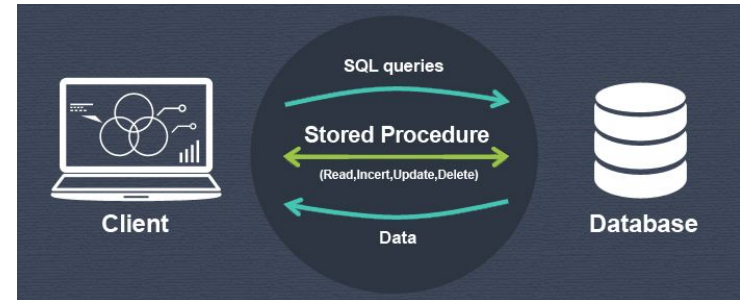 SQL queries
Stored Procedure
(Read,Incert,Update,Delete)
Data
Client
Database